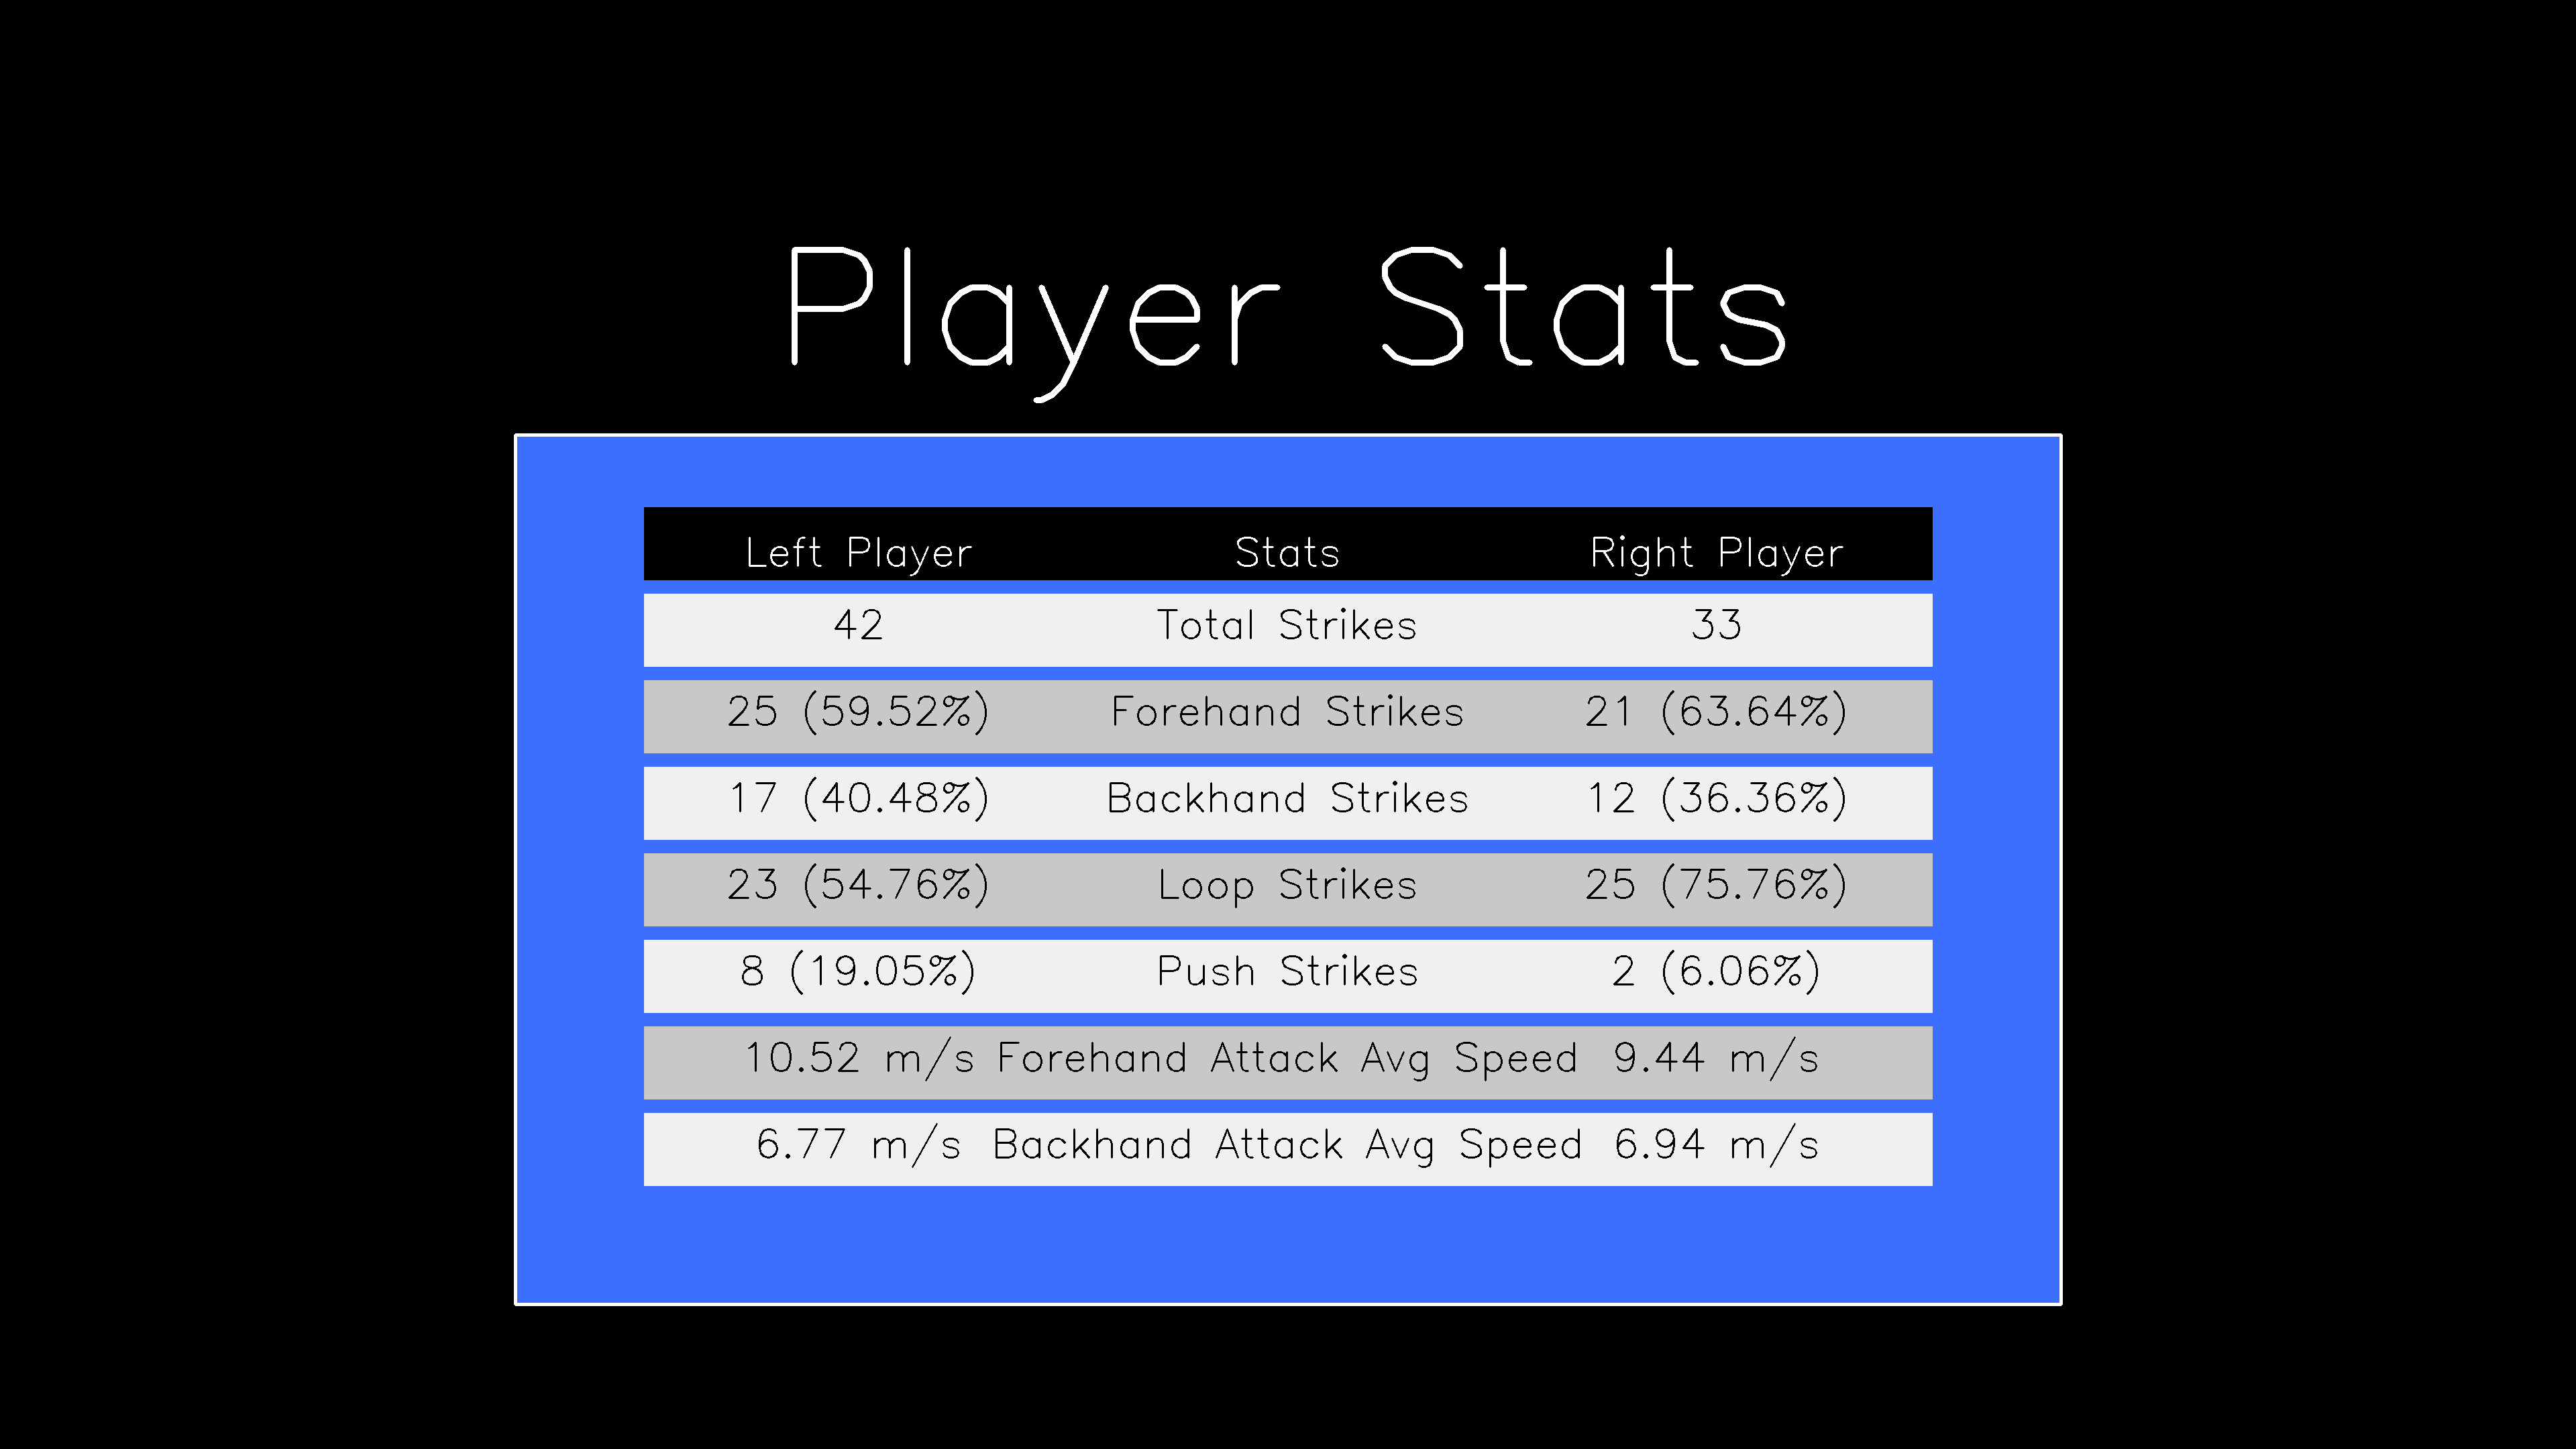 Player Stats
Left Player Stats Right Player
42 Total Strikes 33
25 (59.52%) Forehand Strikes 21 (63.64%)
17 (40.48%) Backhand Strikes 12 (36.36%)
23 (54.76%) Loop Strikes 25 (75.76%)
8 (19.05%) Push Strikes 2 (6.06%)
10.52 m/s Forehand Attack Avg Speed 9.44 m/s
6.77 m/s Backhand Attack Avg Speed 6.94 m/s